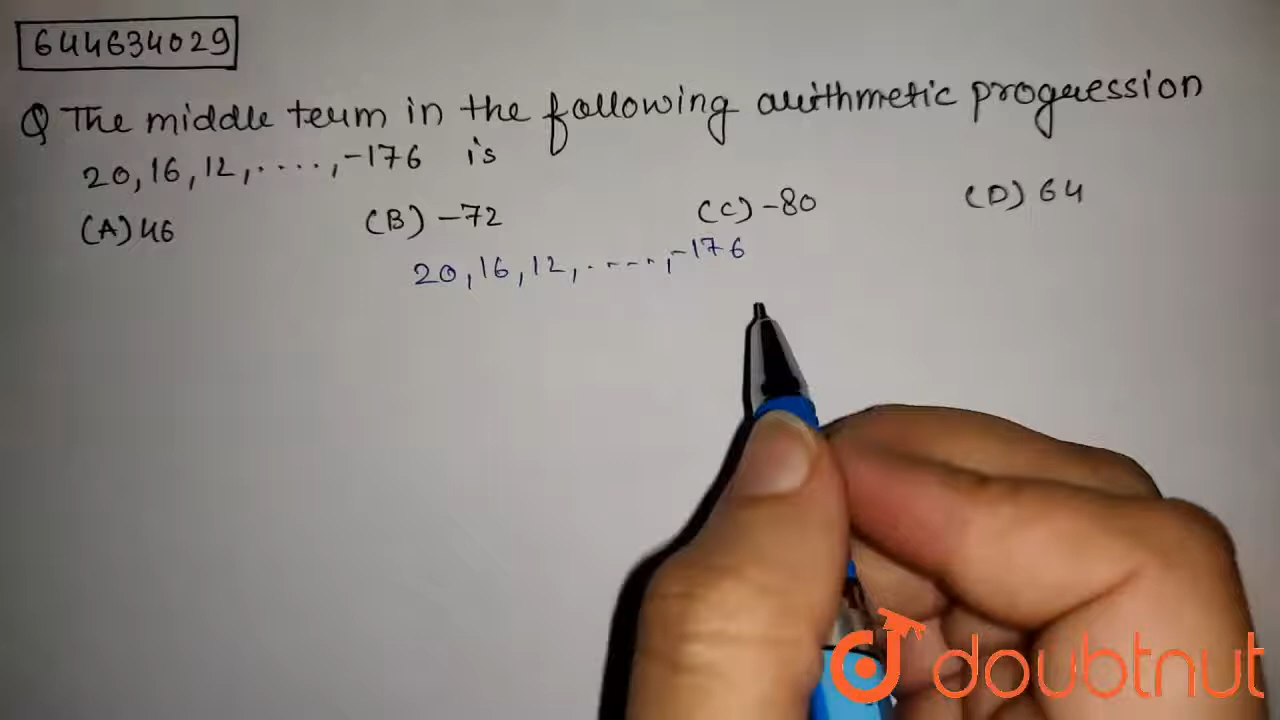 644634029
Q The middle term in the following arithmetic progression
20, 16, 12, ....., -176 is
(A) 46 (B) -72 (C) -80 (D) 64
20, 16, 12, ......, -176
doubtnut